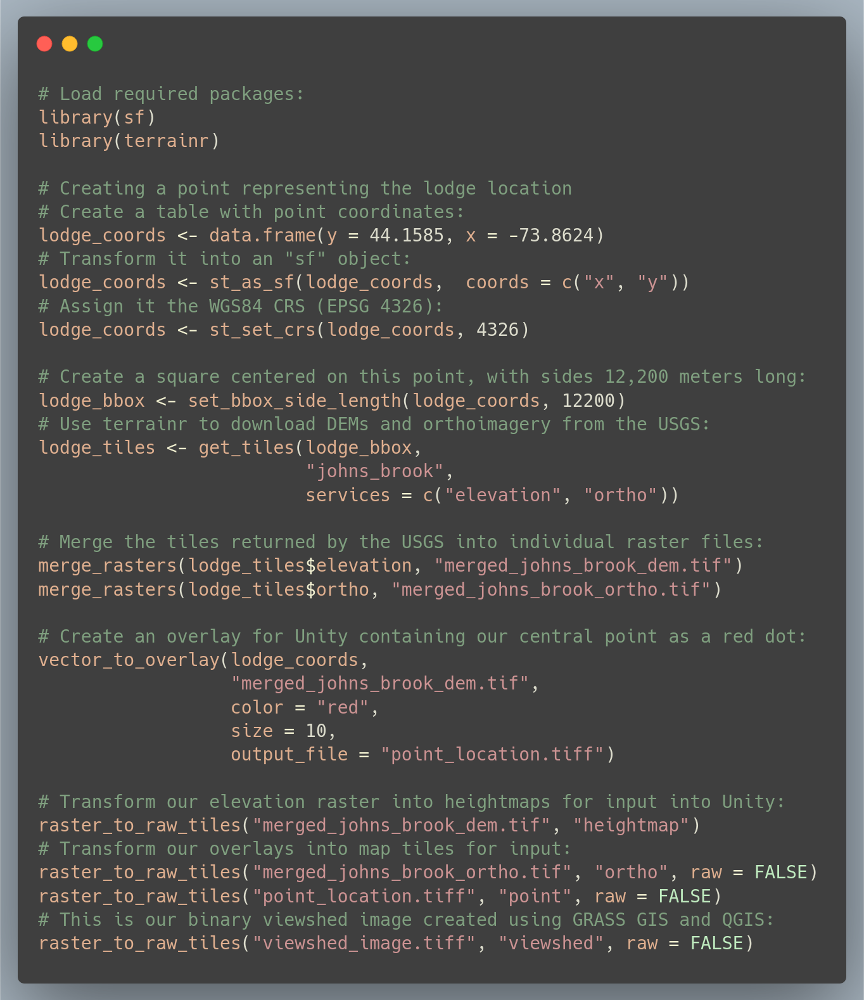 # Load required packages:
library(sf)
library(terrainr)

# Creating a point representing the lodge location
# Create a table with point coordinates:
lodge_coords <- data.frame(y = 44.1585, x = -73.8624)
# Transform it into an "sf" object:
lodge_coords <- st_as_sf(lodge_coords,  coords = c("x", "y"))
# Assign it the WGS84 CRS (EPSG 4326):
lodge_coords <- st_set_crs(lodge_coords, 4326)

# Create a square centered on this point, with sides 12,200 meters long:
lodge_bbox <- set_bbox_side_length(lodge_coords, 12200)
# Use terrainr to download DEMs and orthoimagery from the USGS:
lodge_tiles <- get_tiles(lodge_bbox,
                         "johns_brook",
                         services = c("elevation", "ortho"))

# Merge the tiles returned by the USGS into individual raster files:
merge_rasters(lodge_tiles$elevation, "merged_johns_brook_dem.tif")
merge_rasters(lodge_tiles$ortho, "merged_johns_brook_ortho.tif")

# Create an overlay for Unity containing our central point as a red dot:
vector_to_overlay(lodge_coords,
                  "merged_johns_brook_dem.tif",
                  color = "red",
                  size = 10,
                  output_file = "point_location.tiff")

# Transform our elevation raster into heightmaps for input into Unity:
raster_to_raw_tiles("merged_johns_brook_dem.tif", "heightmap")
# Transform our overlays into map tiles for input:
raster_to_raw_tiles("merged_johns_brook_ortho.tif", "ortho", raw = FALSE)
raster_to_raw_tiles("point_location.tiff", "point", raw = FALSE)
# This is our binary viewshed image created using GRASS GIS and QGIS:
raster_to_raw_tiles("viewshed_image.tiff", "viewshed", raw = FALSE)